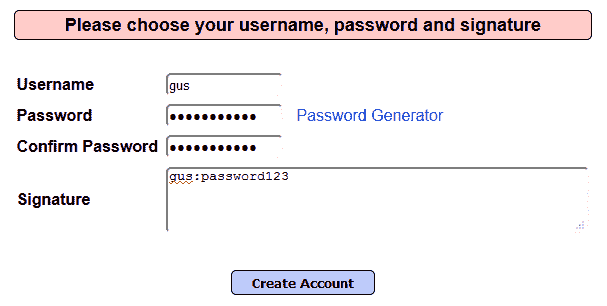 Please choose your username, password and signature
Username gus
Password ••••••••••• Password Generator
Confirm Password •••••••••••
Signature gus:password123
Create Account